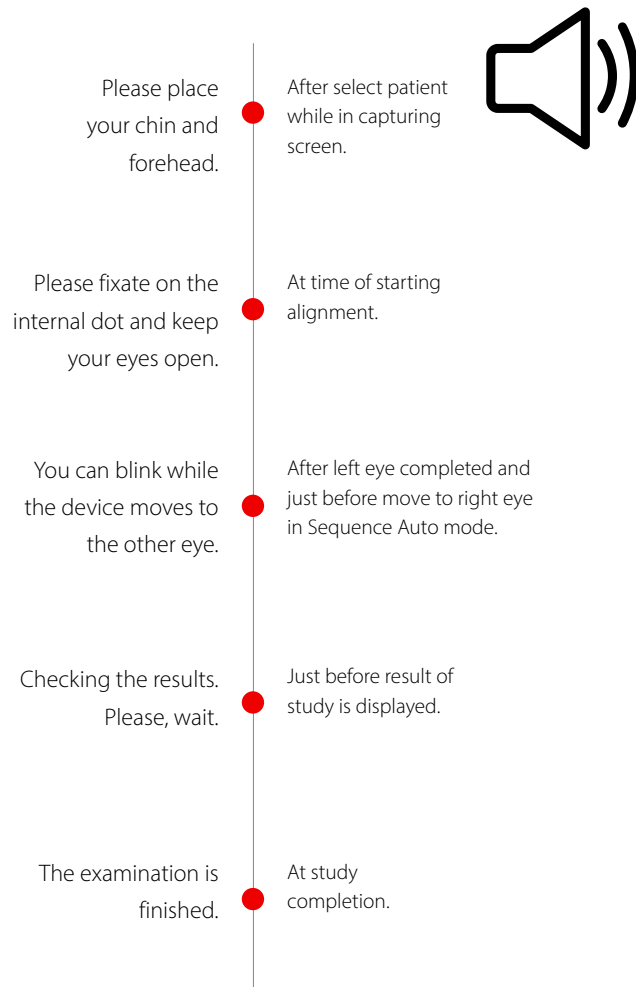 Please place
your chin and
forehead.
After select patient
while in capturing
screen.
Please fixate on the
internal dot and keep
your eyes open.
At time of starting
alignment.
You can blink while
the device moves to
the other eye.
After left eye completed and
just before move to right eye
in Sequence Auto mode.
Checking the results.
Please, wait.
Just before result of
study is displayed.
The examination is
finished.
At study
completion.